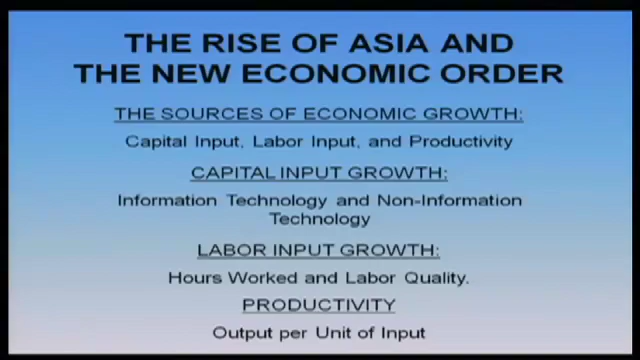 THE RISE OF ASIA AND
THE NEW ECONOMIC ORDER
THE SOURCES OF ECONOMIC GROWTH:
Capital Input, Labor Input, and Productivity
CAPITAL INPUT GROWTH:
Information Technology and Non-Information
Technology
LABOR INPUT GROWTH:
Hours Worked and Labor Quality.
PRODUCTIVITY
Output per Unit of Input